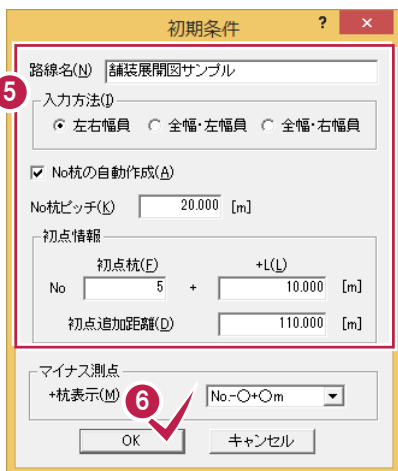 初期条件 ? ×
5
路線名(N) 舗装展開図サンプル
入力方法(I)
左右幅員 全幅・左幅員 全幅・右幅員
No杭の自動作成(A)
No杭ピッチ(K) 20.000 [m]
初点情報
初点杭(F) +L(L)
No 5 + 10.000 [m]
初点追加距離(D) 110.000 [m]
マイナス測点
+杭表示(M) No.-○+○m
6
OK キャンセル